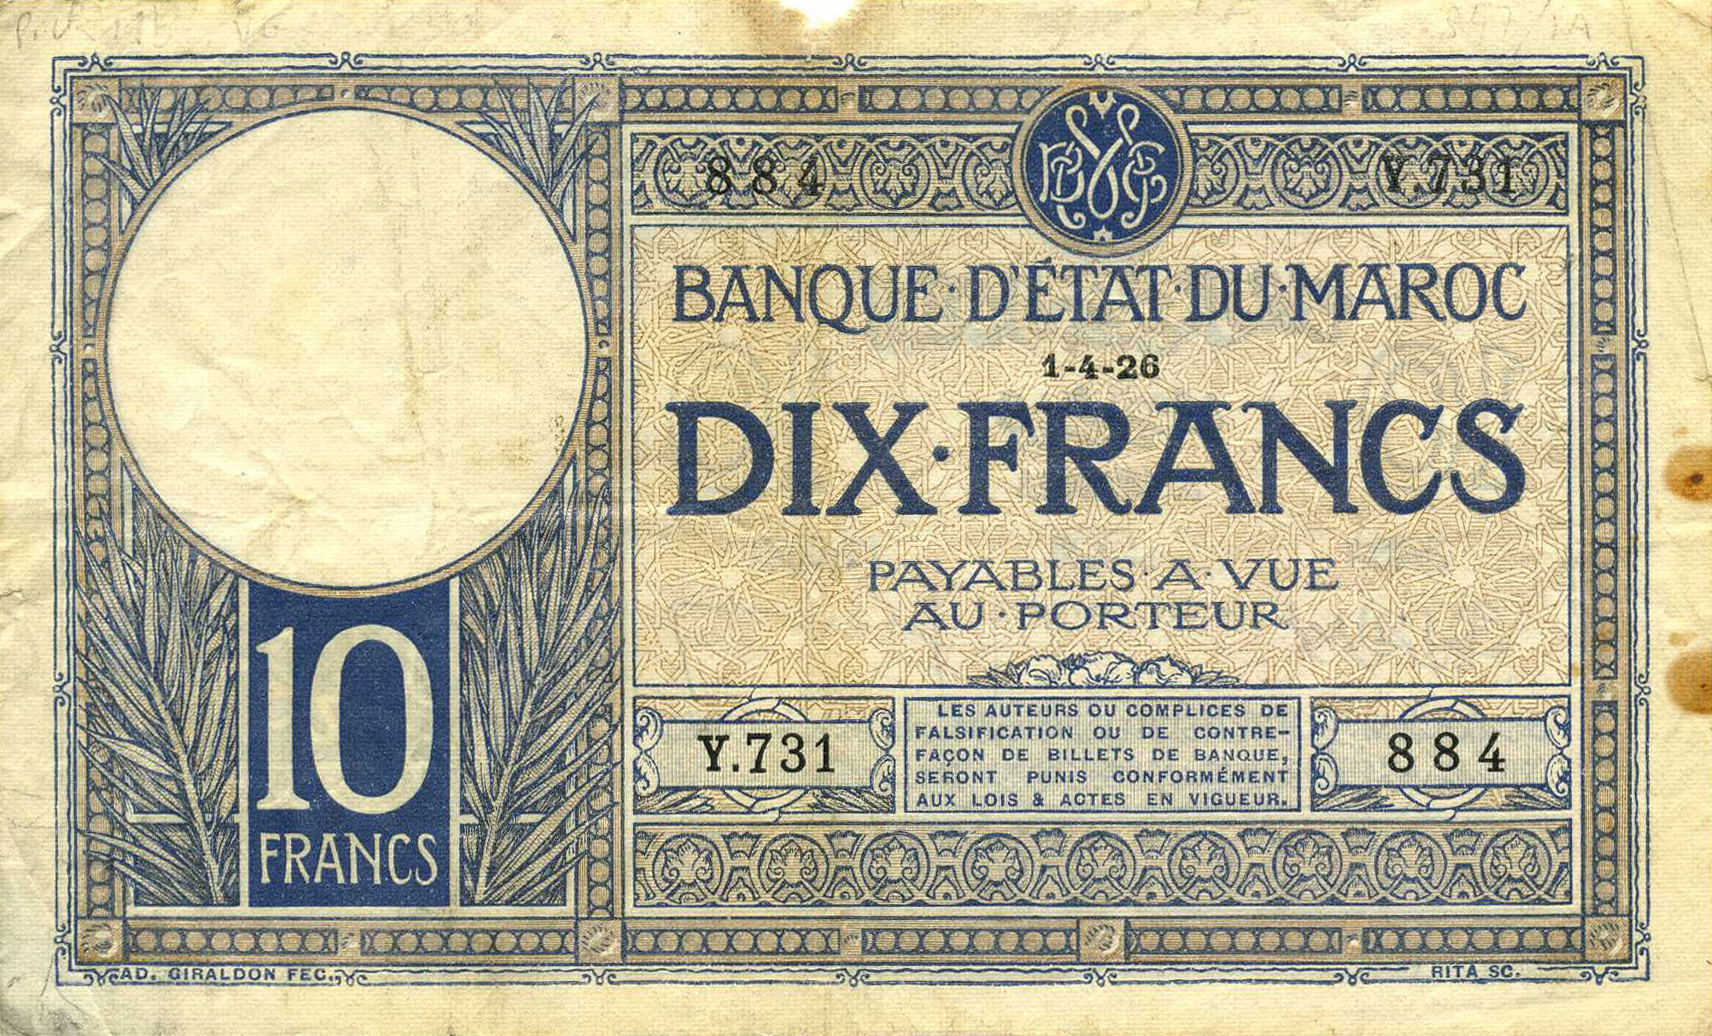 884 Y.731
BANQUE·D'ÉTAT·DU·MAROC
1-4-26
DIX·FRANCS
PAYABLES·A·VUE
AU·PORTEUR
10
FRANCS
Y.731
LES AUTEURS OU COMPLICES DE
FALSIFICATION OU DE CONTRE-
FAÇON DE BILLETS DE BANQUE,
SERONT PUNIS CONFORMÉMENT
AUX LOIS & ACTES EN VIGUEUR.
884
AD. GIRALDON FEC.
RITA SC.